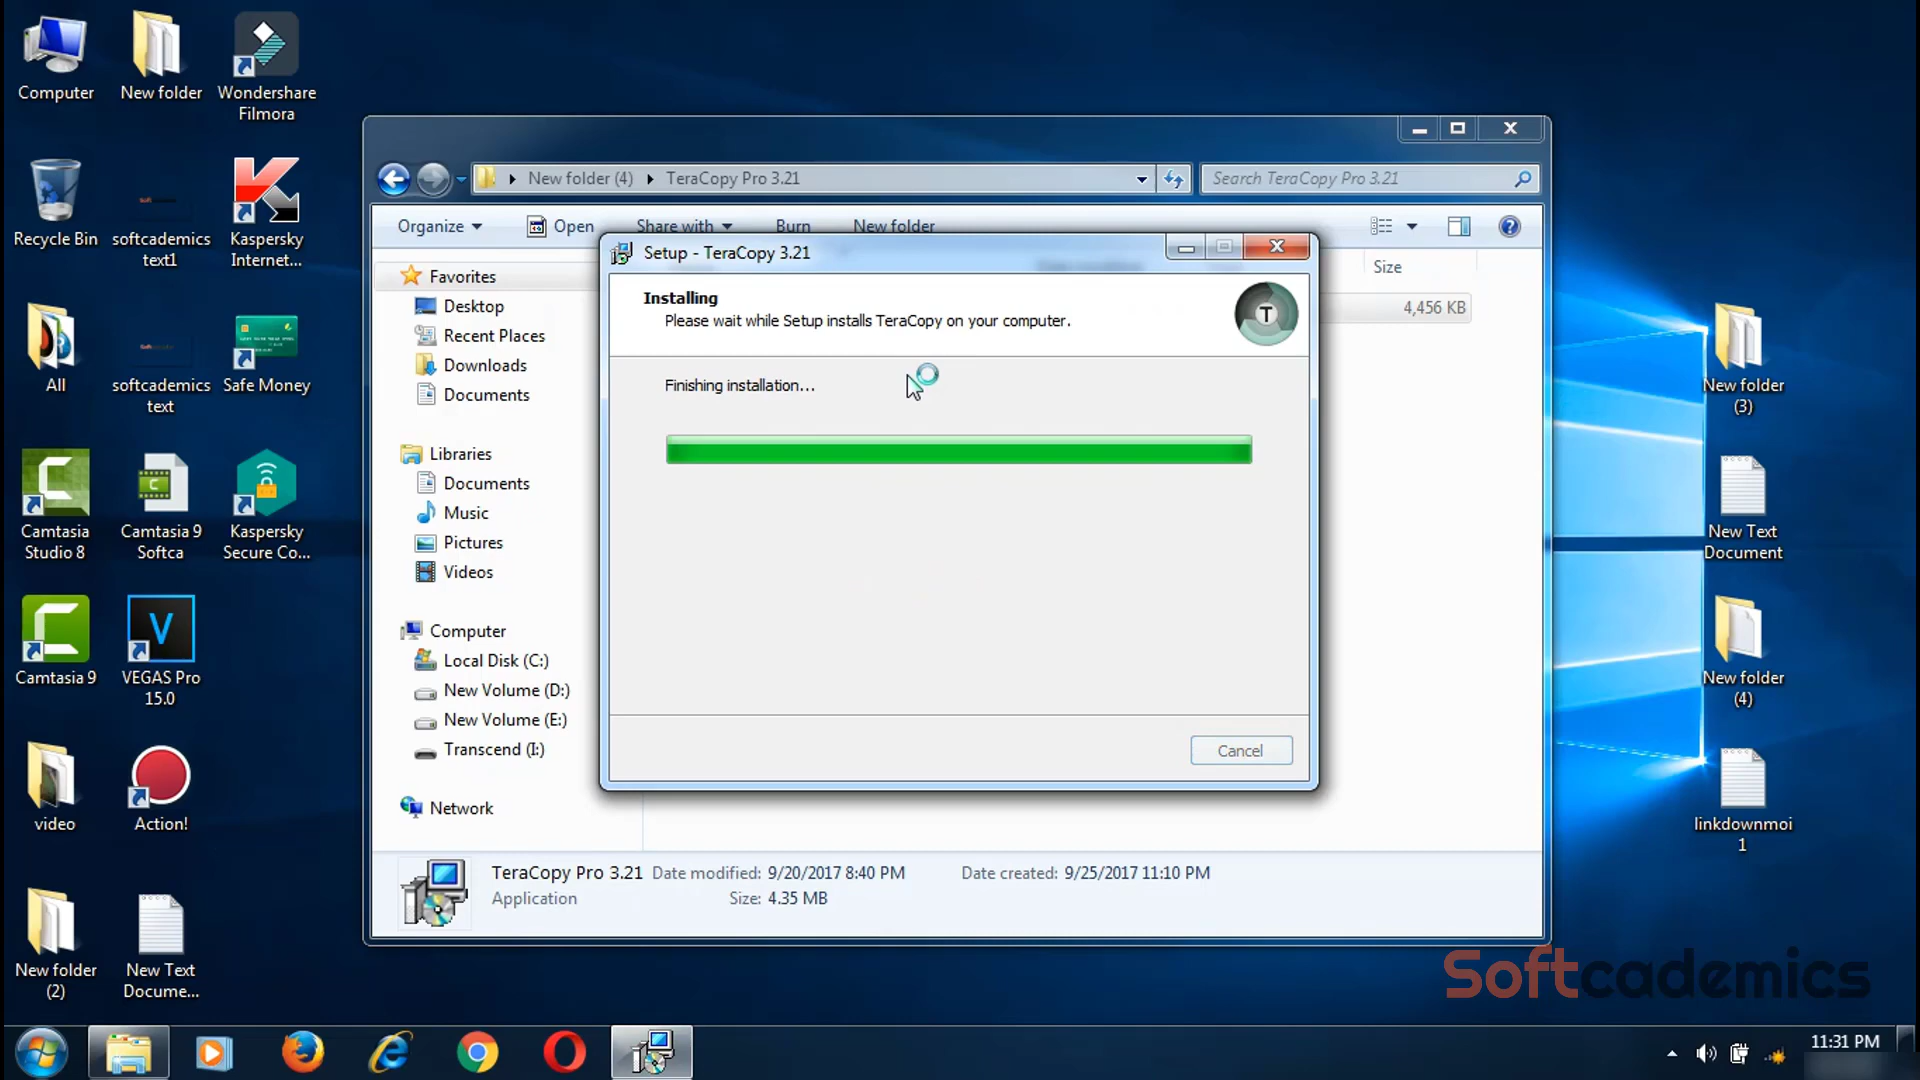 Computer
New folder
Wondershare
Filmora
Recycle Bin
softcademics
text1
Kaspersky
Internet...
All
softcademics
text
Safe Money
Camtasia
Studio 8
Camtasia 9
Softca
Kaspersky
Secure Co...
Camtasia 9
VEGAS Pro
15.0
video
Action!
New folder
(2)
New Text
Docume...
New folder (4)
TeraCopy Pro 3.21
Search TeraCopy Pro 3.21
Organize
Open
Share with
Burn
New folder
Size
4,456 KB
Favorites
Desktop
Recent Places
Downloads
Documents
Libraries
Documents
Music
Pictures
Videos
Computer
Local Disk (C:)
New Volume (D:)
New Volume (E:)
Transcend (I:)
Network
Setup - TeraCopy 3.21
Installing
Please wait while Setup installs TeraCopy on your computer.
T
Finishing installation...
Cancel
TeraCopy Pro 3.21 Date modified: 9/20/2017 8:40 PM Date created: 9/25/2017 11:10 PM
Application Size: 4.35 MB
New folder
(3)
New Text
Document
New folder
(4)
linkdownmoi
1
Softcademics
11:31 PM